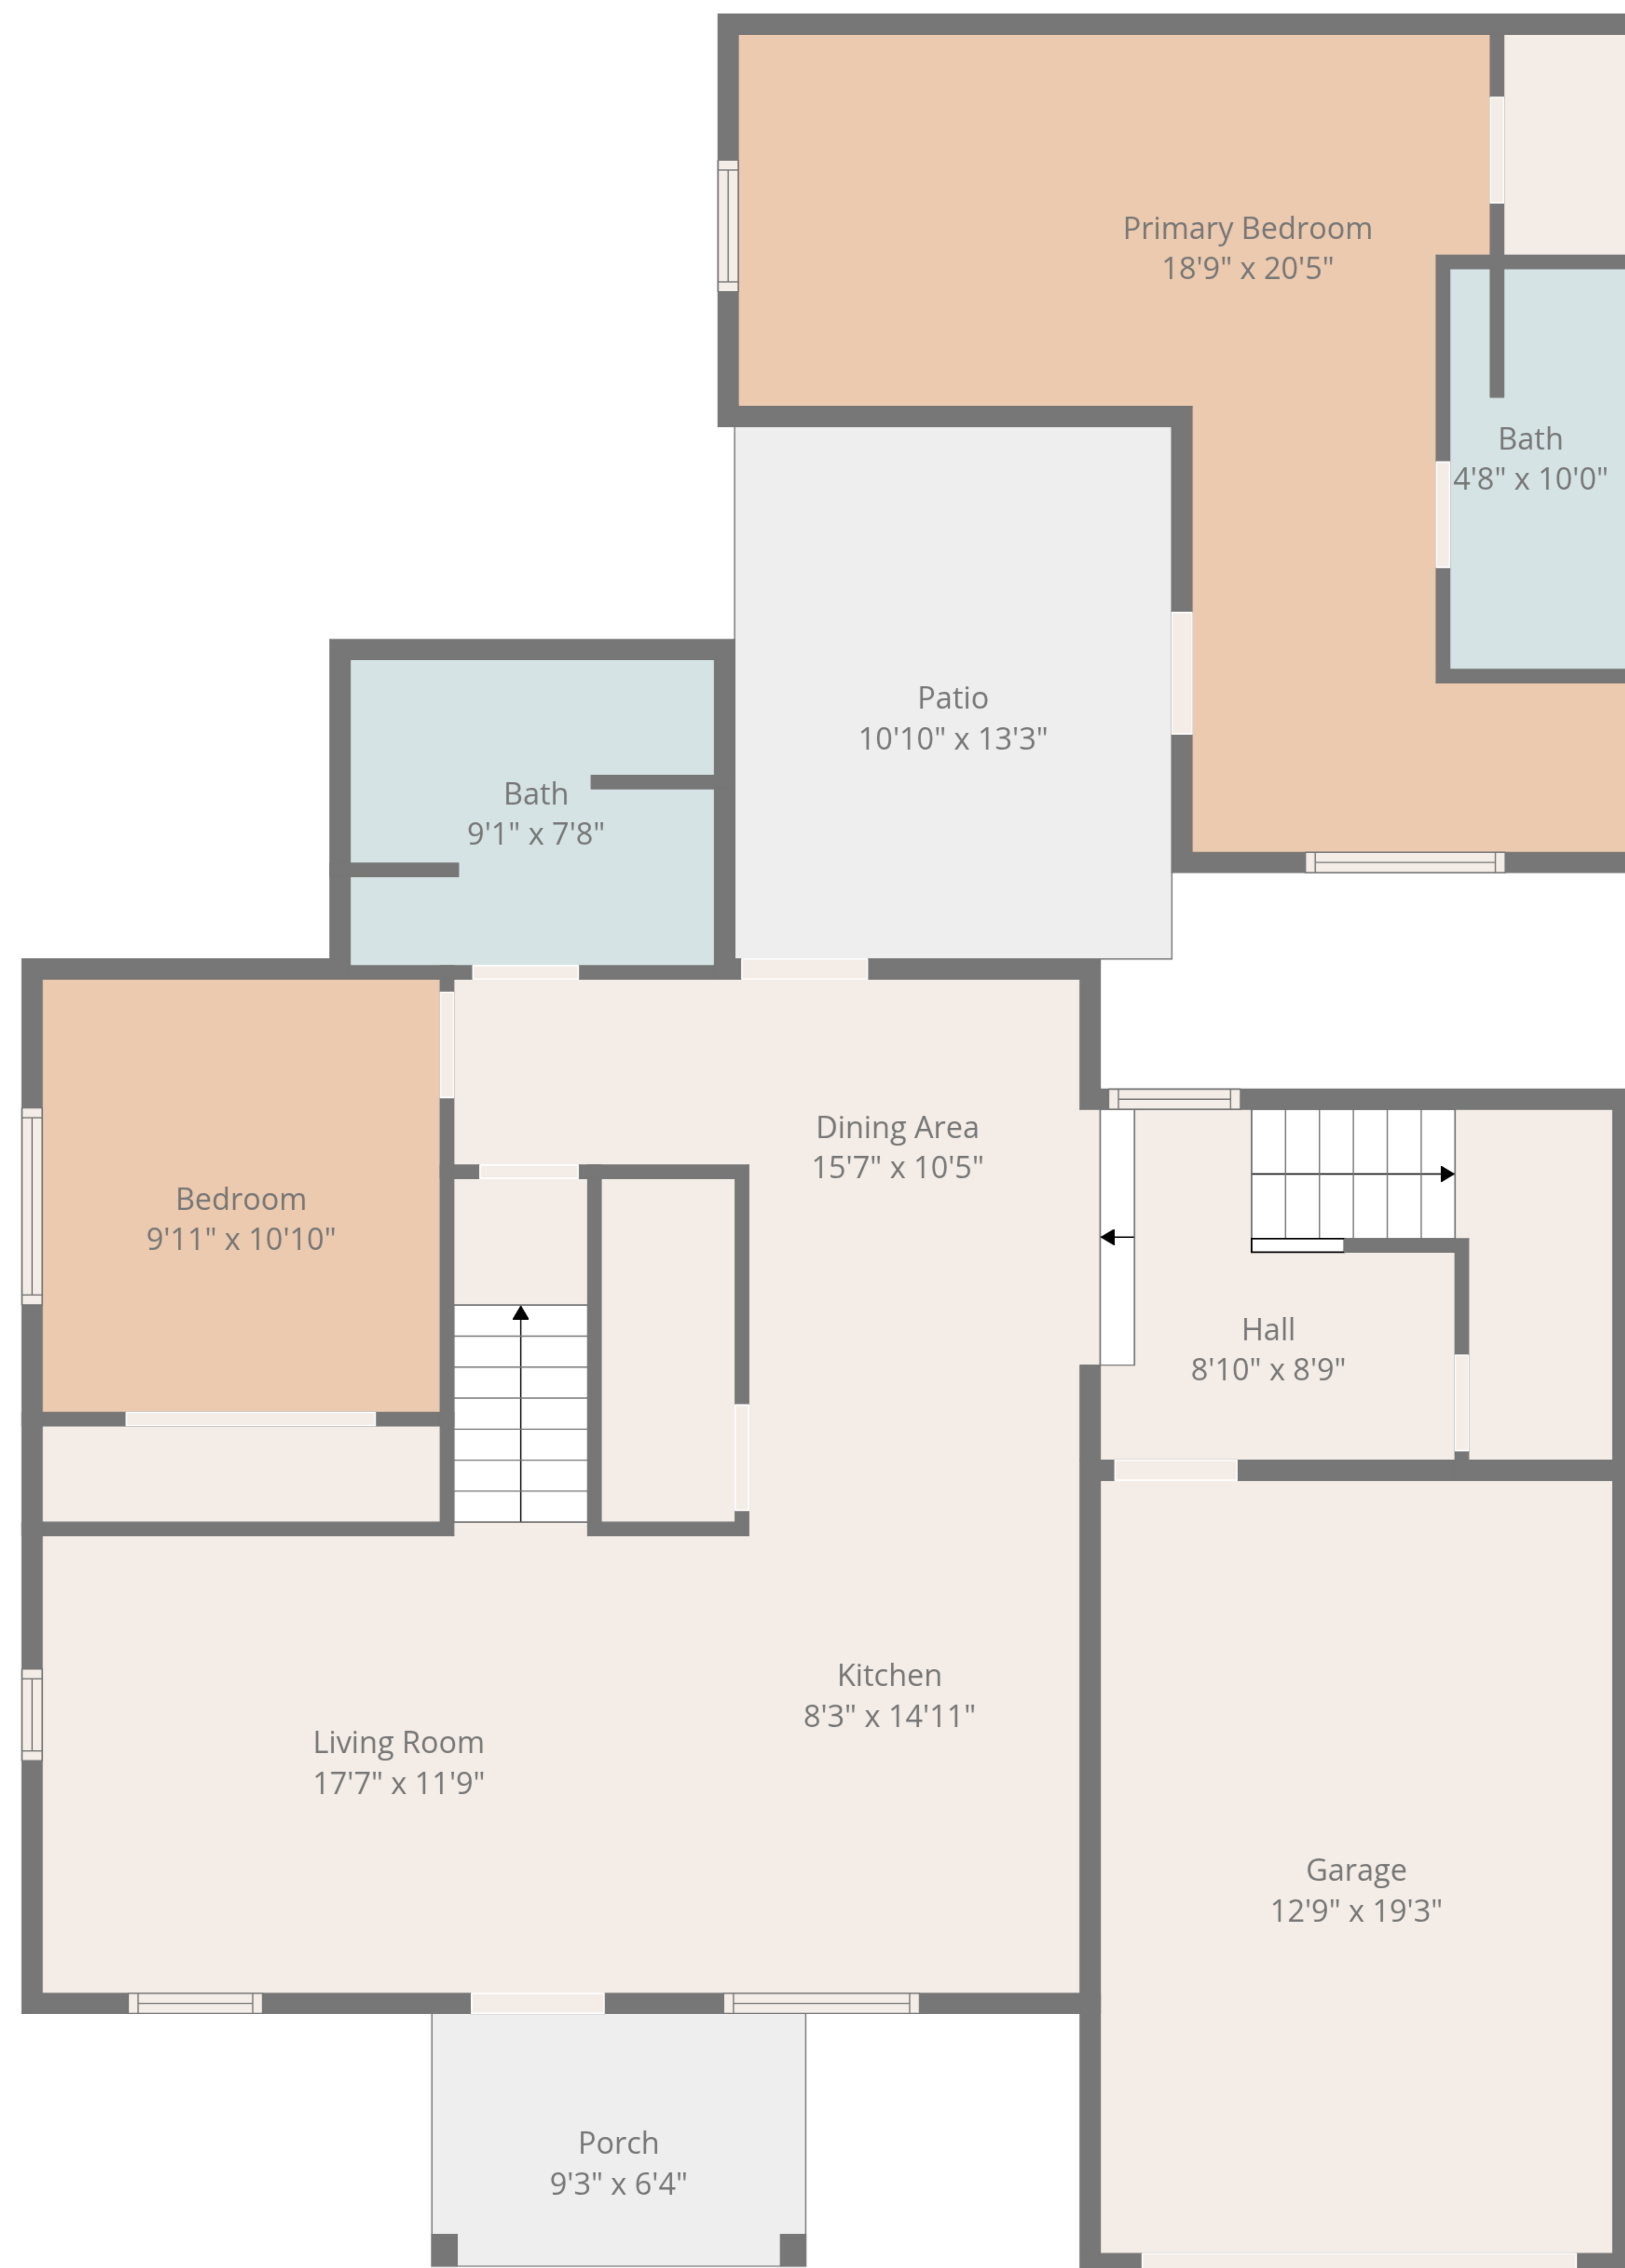 Primary Bedroom
18'9" x 20'5"
Bath
4'8" x 10'0"
Patio
10'10" x 13'3"
Bath
9'1" x 7'8"
Dining Area
15'7" x 10'5"
Bedroom
9'11" x 10'10"
Hall
8'10" x 8'9"
Kitchen
8'3" x 14'11"
Living Room
17'7" x 11'9"
Garage
12'9" x 19'3"
Porch
9'3" x 6'4"